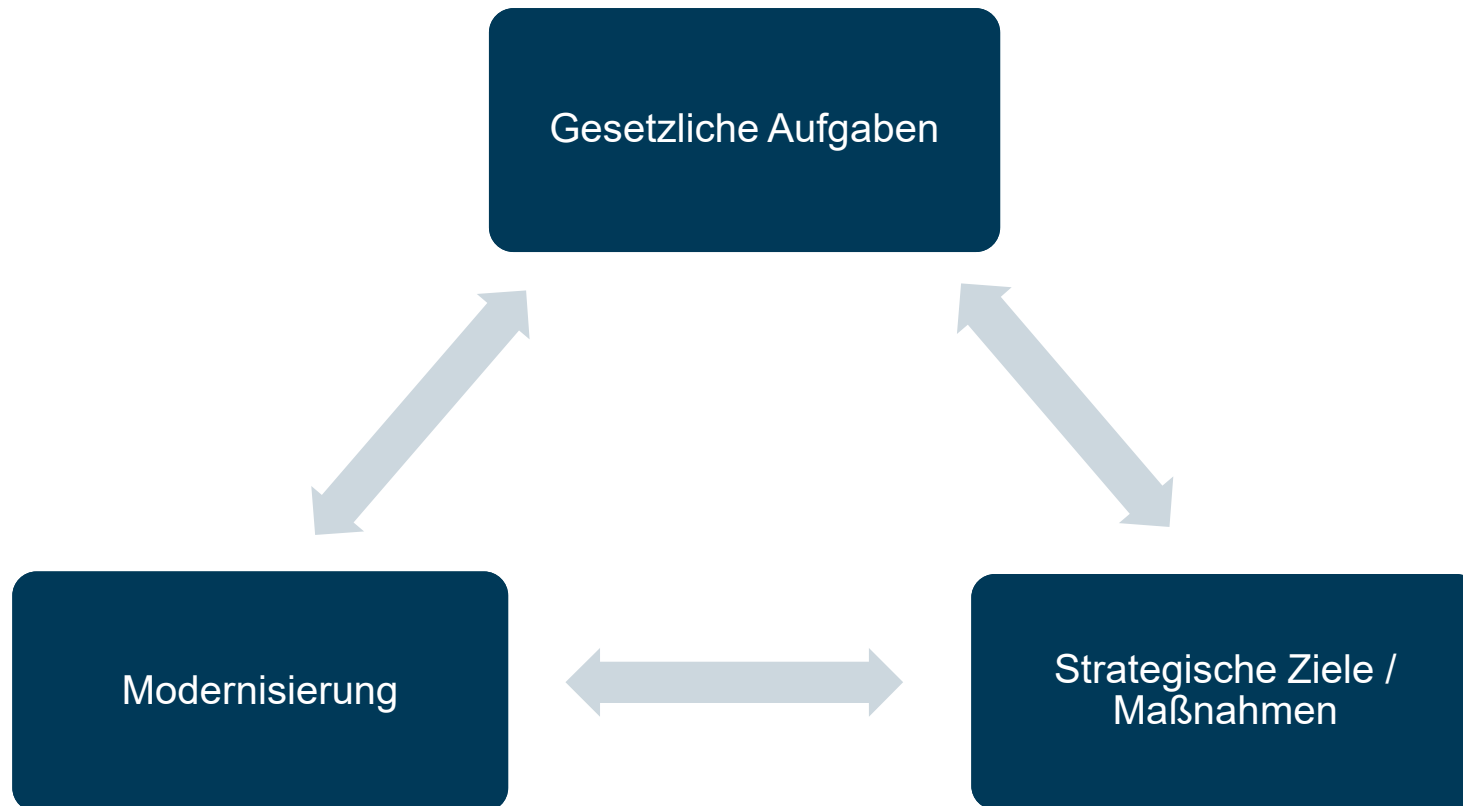 Gesetzliche Aufgaben
Modernisierung
Strategische Ziele /
Maßnahmen